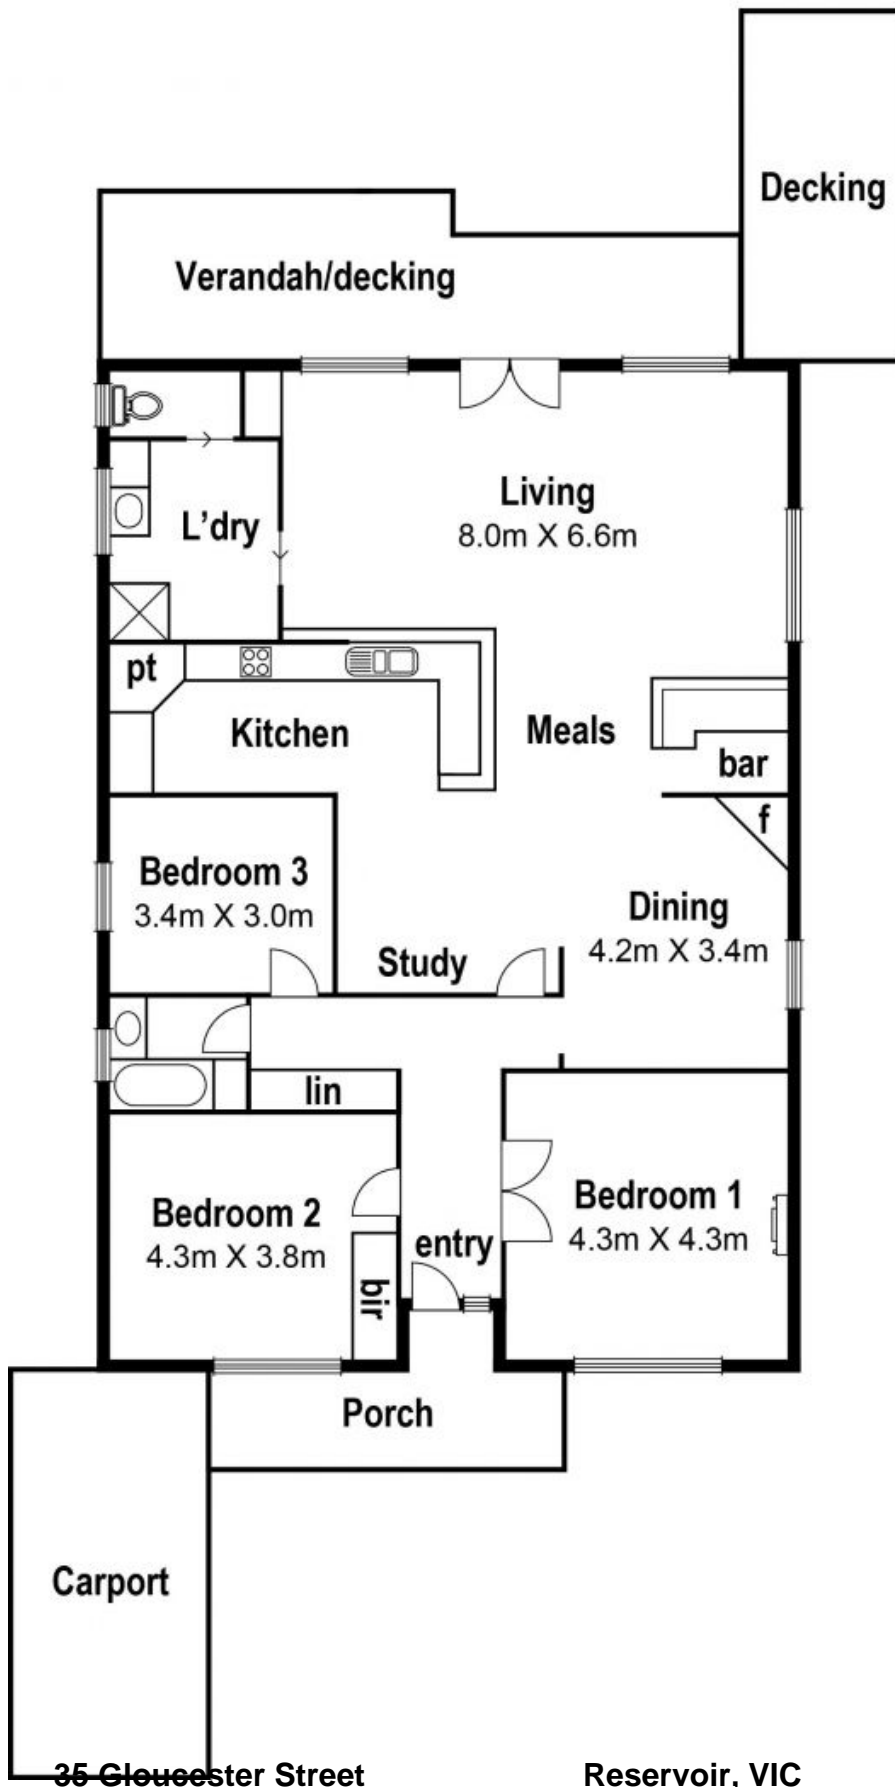 Decking
Verandah/decking
Living
8.0m X 6.6m
L'dry
pt
Kitchen
Meals
bar
f
Bedroom 3
3.4m X 3.0m
Dining
4.2m X 3.4m
Study
lin
Bedroom 2
4.3m X 3.8m
bir
entry
Bedroom 1
4.3m X 4.3m
Porch
Carport
35 Gloucester Street Reservoir, VIC